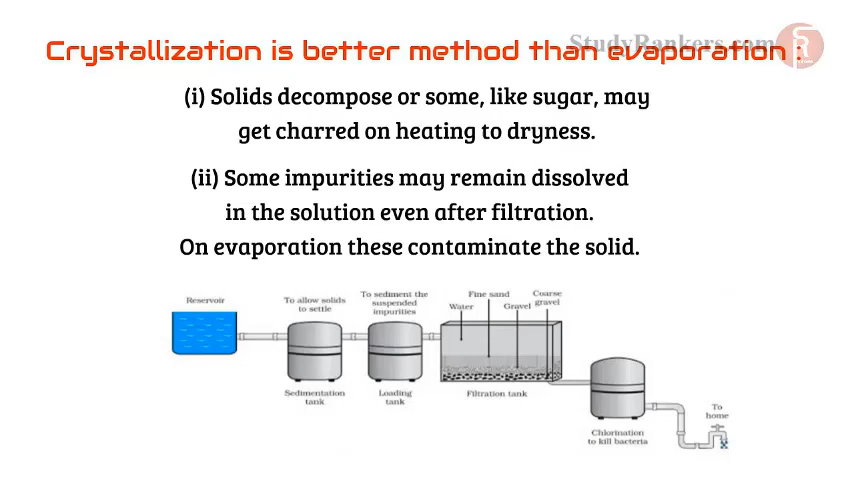 Crystallization is better method than evaporation :
StudyRankers.com
(i) Solids decompose or some, like sugar, may
get charred on heating to dryness.
(ii) Some impurities may remain dissolved
in the solution even after filtration.
On evaporation these contaminate the solid.
Reservoir
To allow solids
to settle
To sediment the
suspended
impurities
Water
Fine sand
Gravel
Coarse
gravel
Sedimentation
tank
Loading
tank
Filtration tank
Chlorination
to kill bacteria
To
home